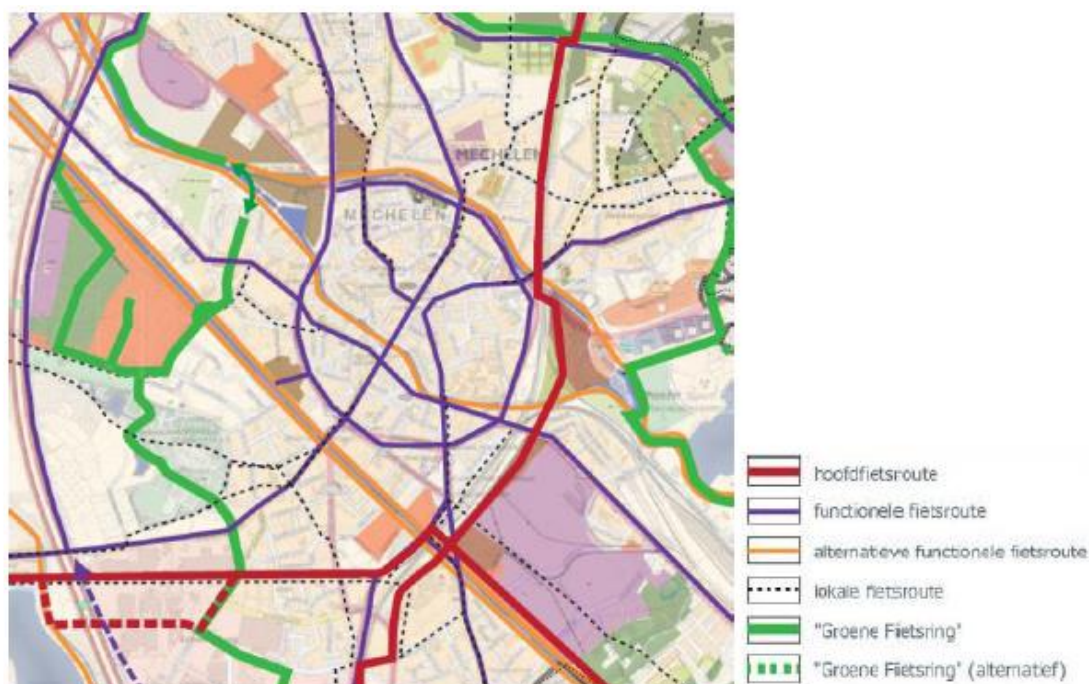 MECHELEN
MECHELEN
hoofdfietsroute
functionele fietsroute
alternatieve functionele fietsroute
lokale fietsroute
"Groene Fietsring"
"Groene Fietsring" (alternatief)